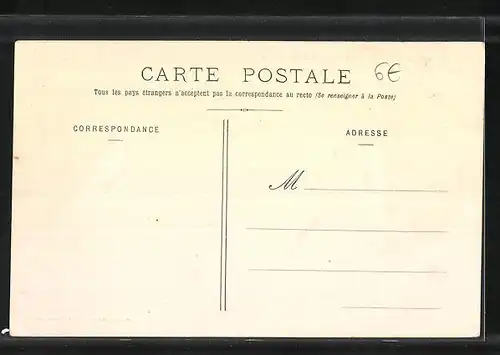 CARTE POSTALE 6€
Tous les pays étrangers n'acceptent pas la correspondance au recto (Se renseigner à la Poste)
CORRESPONDANCE
ADRESSE
M